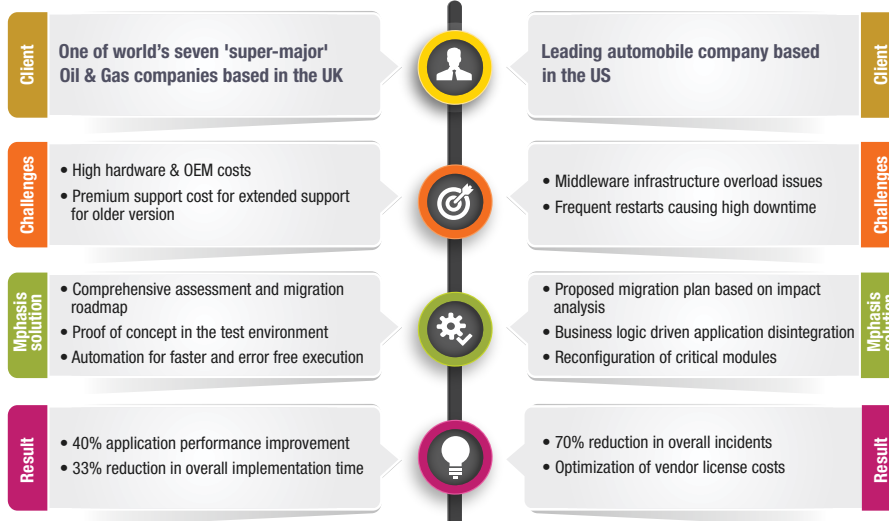 Client
One of world's seven 'super-major'
Oil & Gas companies based in the UK
Leading automobile company based
in the US
Client
Challenges
• High hardware & OEM costs
• Premium support cost for extended support
for older version
• Middleware infrastructure overload issues
• Frequent restarts causing high downtime
Challenges
Mphasis
solution
• Comprehensive assessment and migration
roadmap
• Proof of concept in the test environment
• Automation for faster and error free execution
• Proposed migration plan based on impact
analysis
• Business logic driven application disintegration
• Reconfiguration of critical modules
Mphasis
solution
Result
• 40% application performance improvement
• 33% reduction in overall implementation time
• 70% reduction in overall incidents
• Optimization of vendor license costs
Result